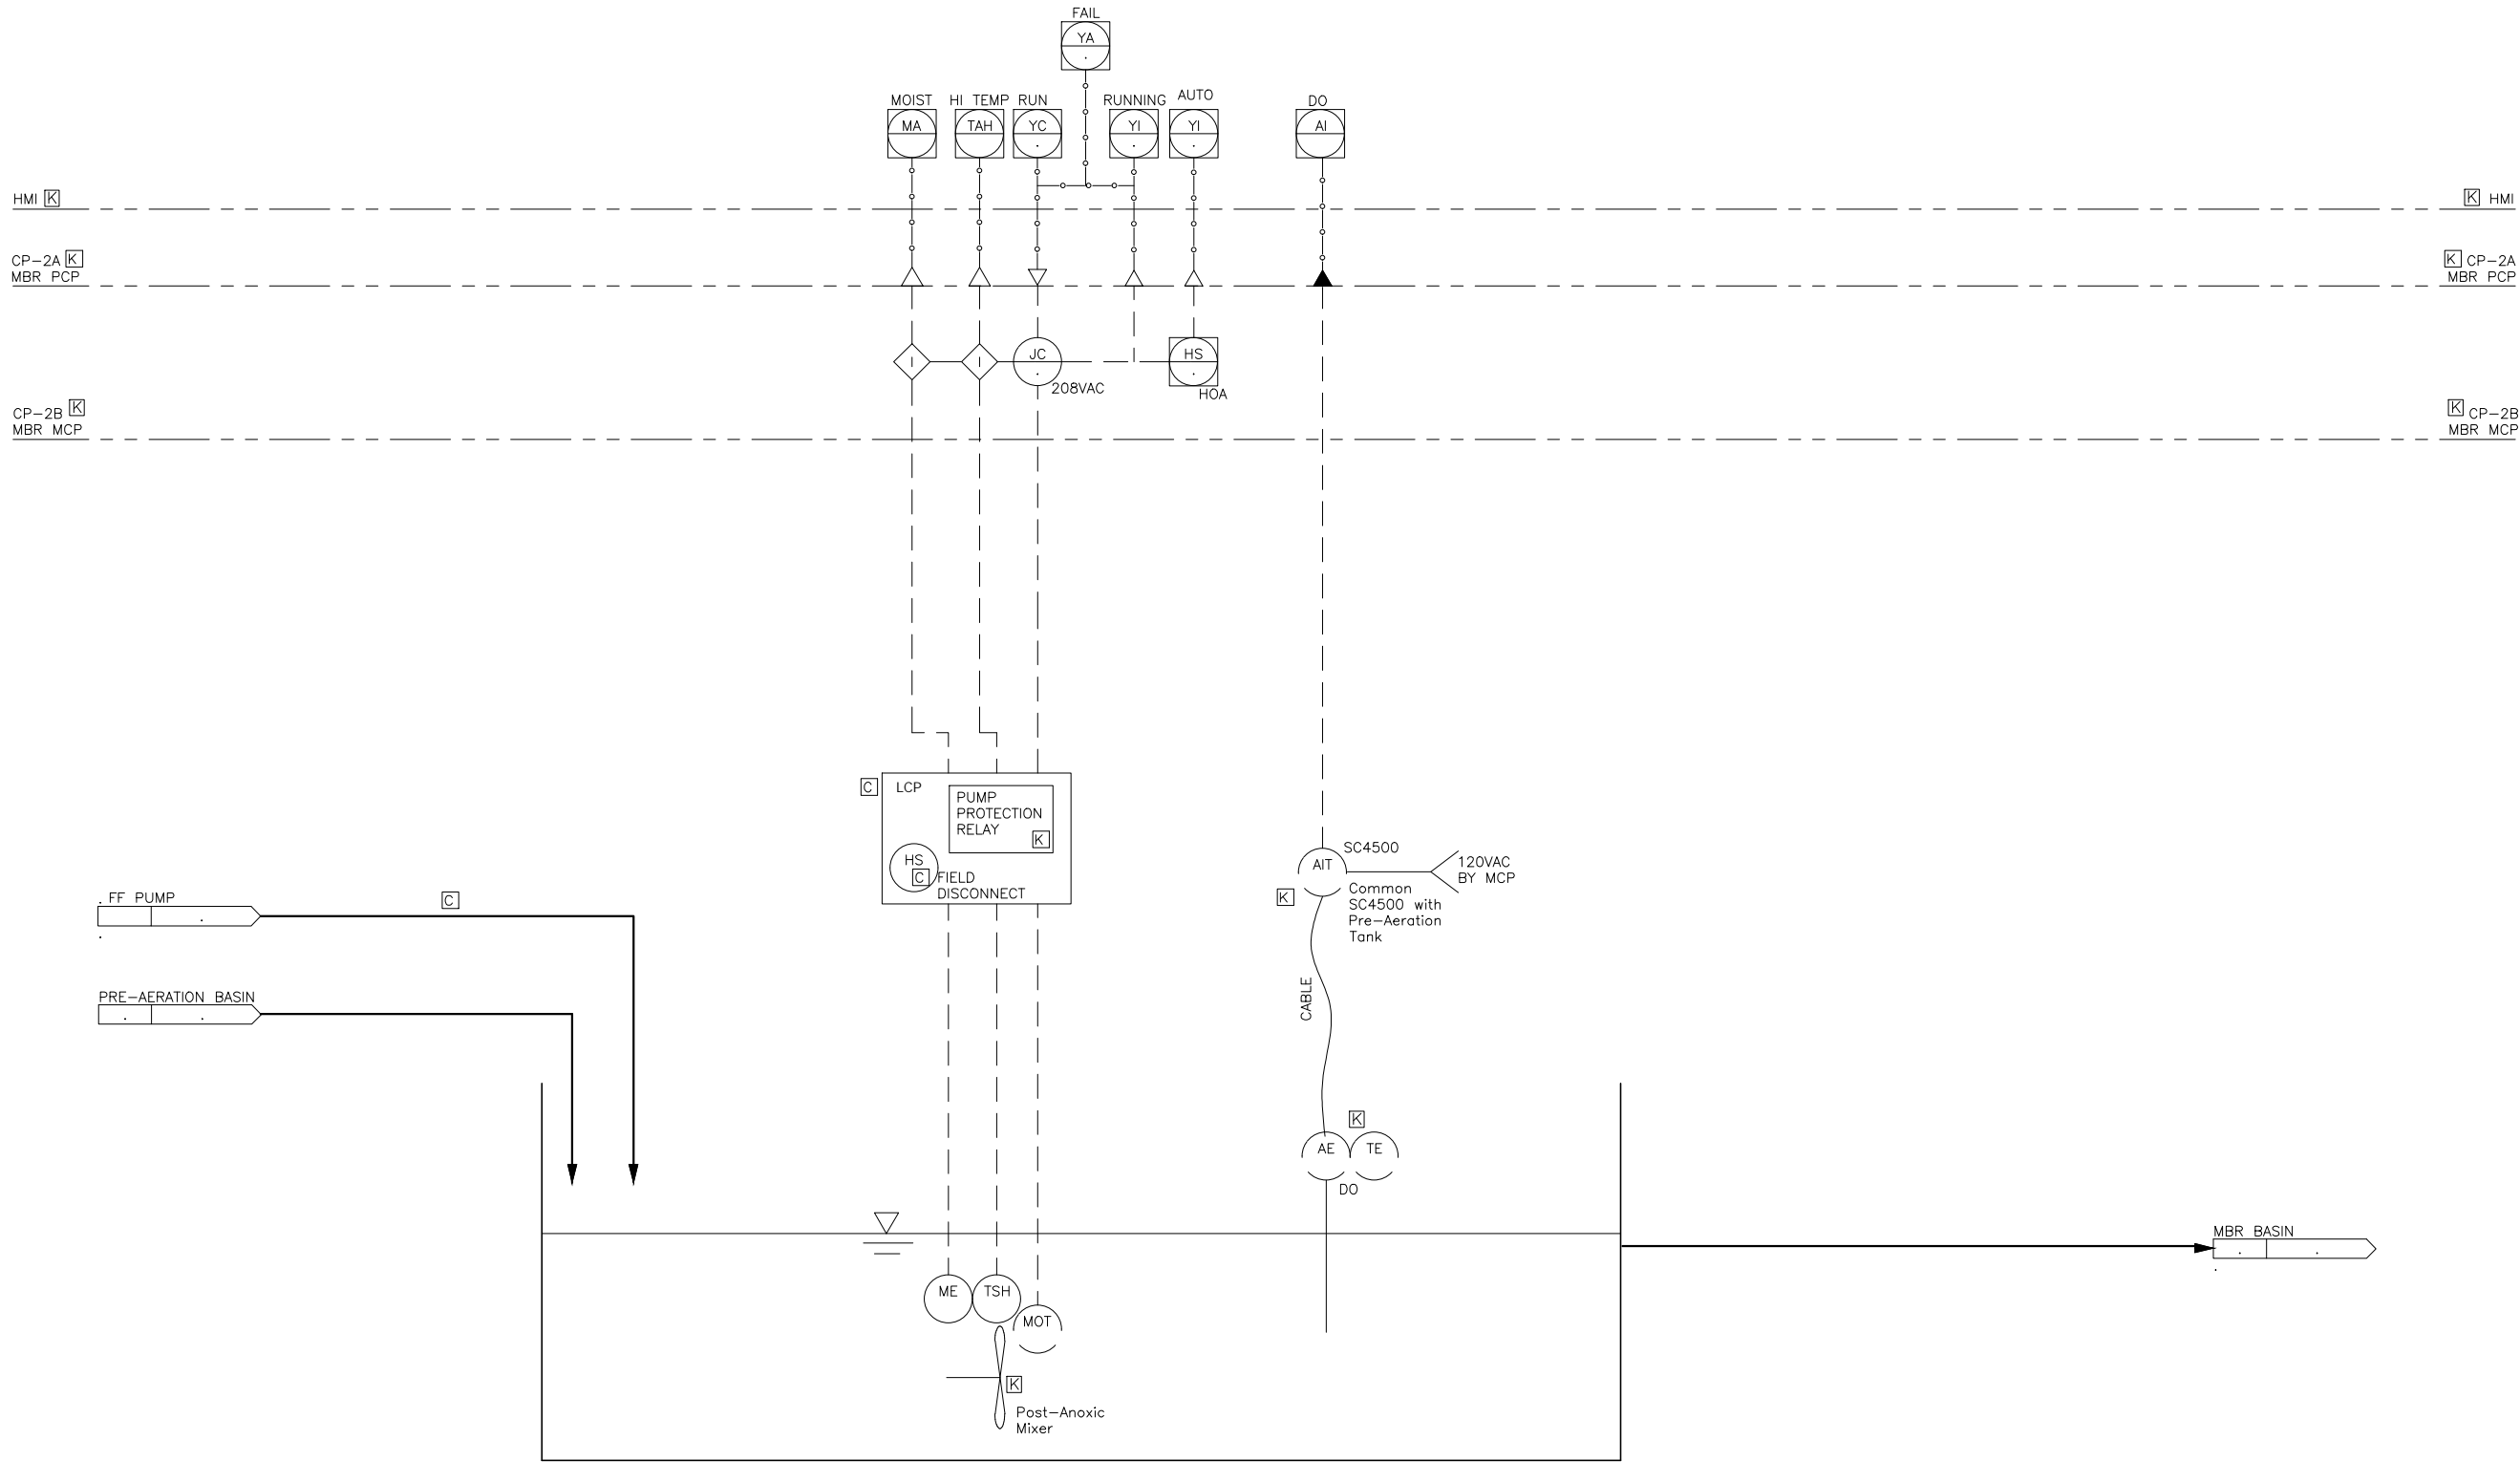 FAIL
YA
MOIST
HI TEMP
RUN
RUNNING
AUTO
DO
MA
TAH
YC
YI
YI
AI
HMI K
K HMI
CP-2A K
MBR PCP
K CP-2A
MBR PCP
I
I
JC
208VAC
HS
HOA
CP-2B K
MBR MCP
K CP-2B
MBR MCP
C
LCP
PUMP
PROTECTION
RELAY
K
HS
C
FIELD
DISCONNECT
SC4500
AIT
120VAC
BY MCP
K
Common
SC4500 with
Pre-Aeration
Tank
FF PUMP
C
PRE-AERATION BASIN
CABLE
K
AE
TE
DO
MBR BASIN
ME
TSH
MOT
K
Post-Anoxic
Mixer